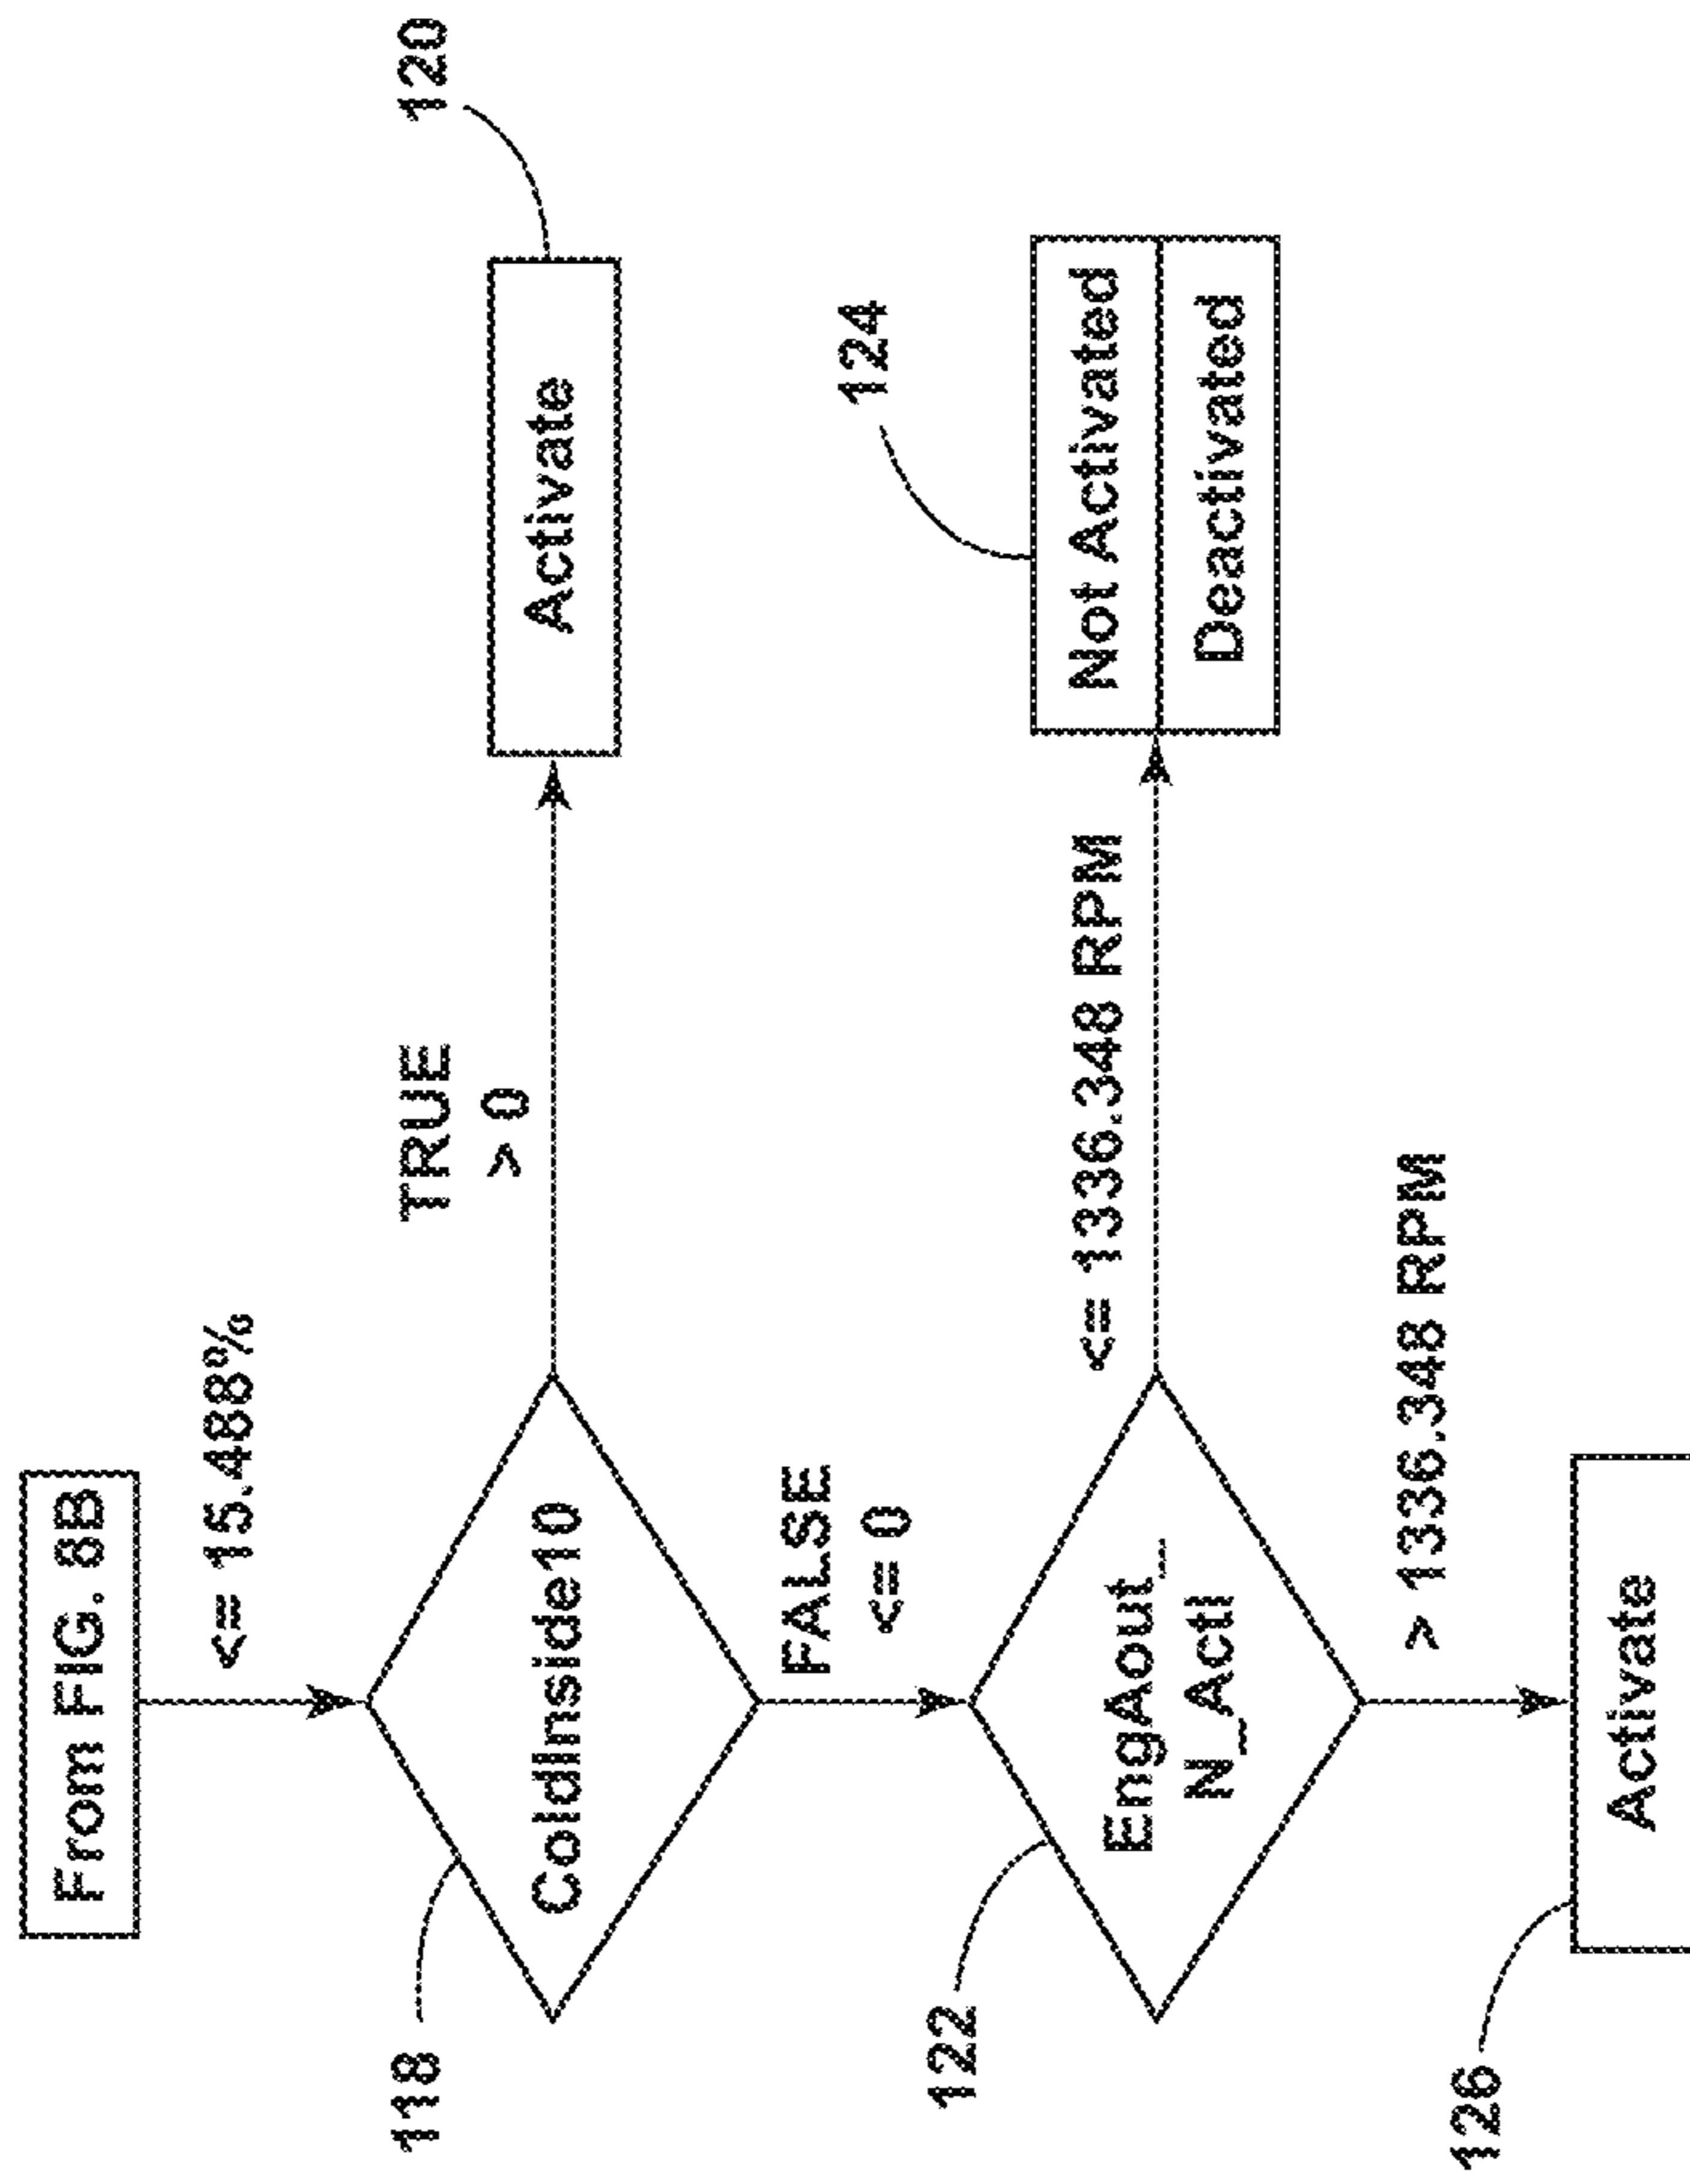 From FIG. 8B
<= 15.488%
118
ColdInside10
TRUE
> 0
Activate
120
FALSE
<= 0
122
EngAout_
N_Actl
<= 1336.348 RPM
124
Not Activated
Deactivated
> 1336.348 RPM
126
Activate